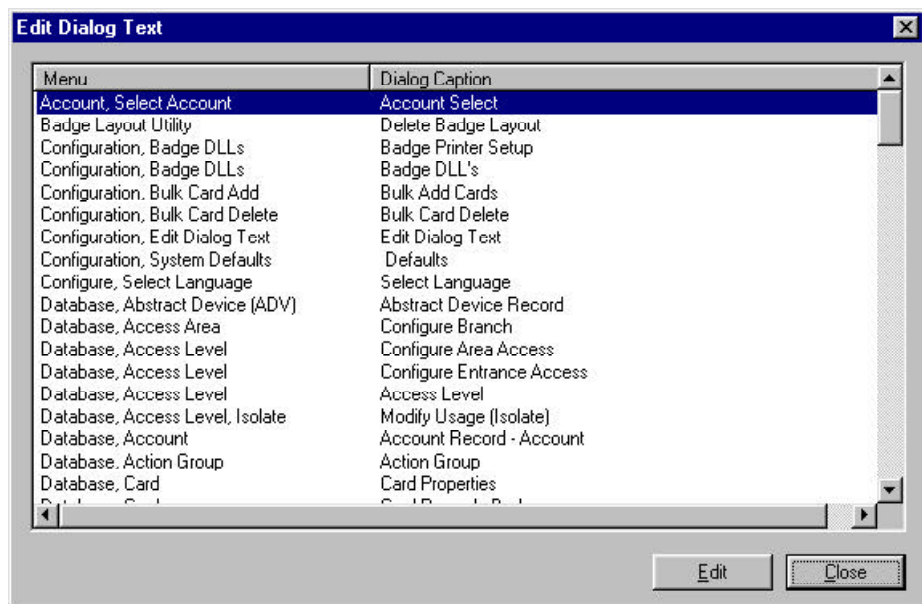 Edit Dialog Text
Menu Dialog Caption
Account, Select Account Account Select
Badge Layout Utility Delete Badge Layout
Configuration, Badge DLLs Badge Printer Setup
Configuration, Badge DLLs Badge DLL's
Configuration, Bulk Card Add Bulk Add Cards
Configuration, Bulk Card Delete Bulk Card Delete
Configuration, Edit Dialog Text Edit Dialog Text
Configuration, System Defaults Defaults
Configure, Select Language Select Language
Database, Abstract Device (ADV) Abstract Device Record
Database, Access Area Configure Branch
Database, Access Level Configure Area Access
Database, Access Level Configure Entrance Access
Database, Access Level Access Level
Database, Access Level, Isolate Modify Usage (Isolate)
Database, Account Account Record - Account
Database, Action Group Action Group
Database, Card Card Properties
Edit Close